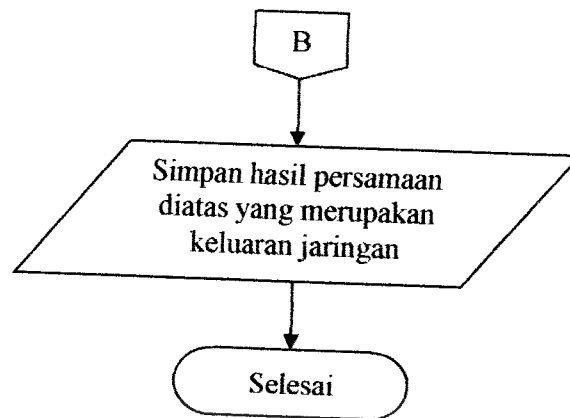 B
Simpan hasil persamaan
diatas yang merupakan
keluaran jaringan
Selesai